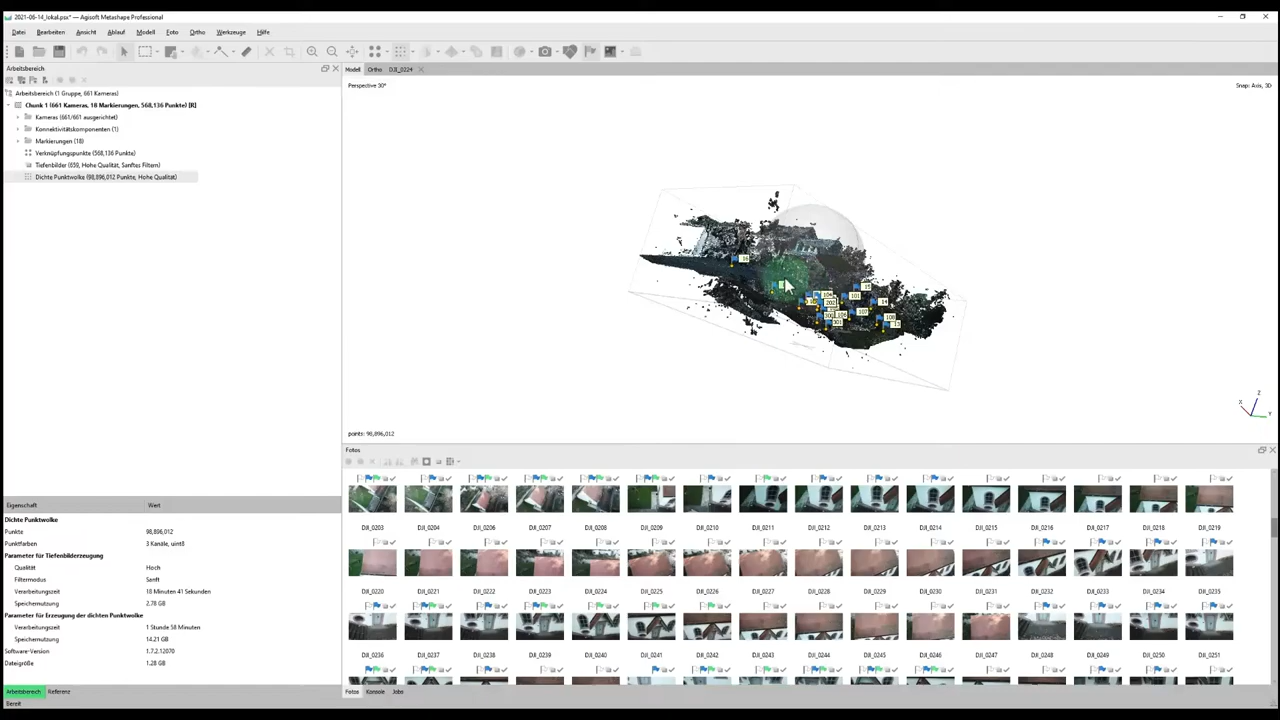 2021-06-14_lokal.psx* — Agisoft Metashape Professional
Datei Bearbeiten Ansicht Ablauf Modell Foto Ortho Werkzeuge Hilfe
Arbeitsbereich
Modell Ortho DJI_0224
Perspective 30°
Snap: Axis, 3D
Arbeitsbereich (1 Gruppe, 661 Kameras)
Chunk 1 (661 Kameras, 18 Markierungen, 568,136 Punkte) [R]
Kameras (661/661 ausgerichtet)
Konnektivitätskomponenten (1)
Markierungen (18)
Verknüpfungspunkte (568,136 Punkte)
Tiefenbilder (659, Hohe Qualität, Sanftes Filtern)
Dichte Punktwolke (98,896,012 Punkte, Hohe Qualität)
X
Z
Y
points: 98,896,012
Fotos
DJI_0203 DJI_0204 DJI_0206 DJI_0207 DJI_0208 DJI_0209 DJI_0210 DJI_0211 DJI_0212 DJI_0213 DJI_0214 DJI_0215 DJI_0216 DJI_0217 DJI_0218 DJI_0219
DJI_0220 DJI_0221 DJI_0222 DJI_0223 DJI_0224 DJI_0225 DJI_0226 DJI_0227 DJI_0228 DJI_0229 DJI_0230 DJI_0231 DJI_0232 DJI_0233 DJI_0234 DJI_0235
DJI_0236 DJI_0237 DJI_0238 DJI_0239 DJI_0240 DJI_0241 DJI_0242 DJI_0243 DJI_0244 DJI_0245 DJI_0246 DJI_0247 DJI_0248 DJI_0249 DJI_0250 DJI_0251
Eigenschaft Wert
Dichte Punktwolke
Punkte 98,896,012
Punktfarben 3 Kanäle, uint8
Parameter für Tiefenbilderzeugung
Qualität Hoch
Filtermodus Sanft
Verarbeitungszeit 18 Minuten 41 Sekunden
Speichernutzung 2.78 GB
Parameter für Erzeugung der dichten Punktwolke
Verarbeitungszeit 1 Stunde 58 Minuten
Speichernutzung 14.21 GB
Software-Version 1.7.2.12070
Dateigröße 1.28 GB
Arbeitsbereich Referenz
Fotos Konsole Jobs
Bereit